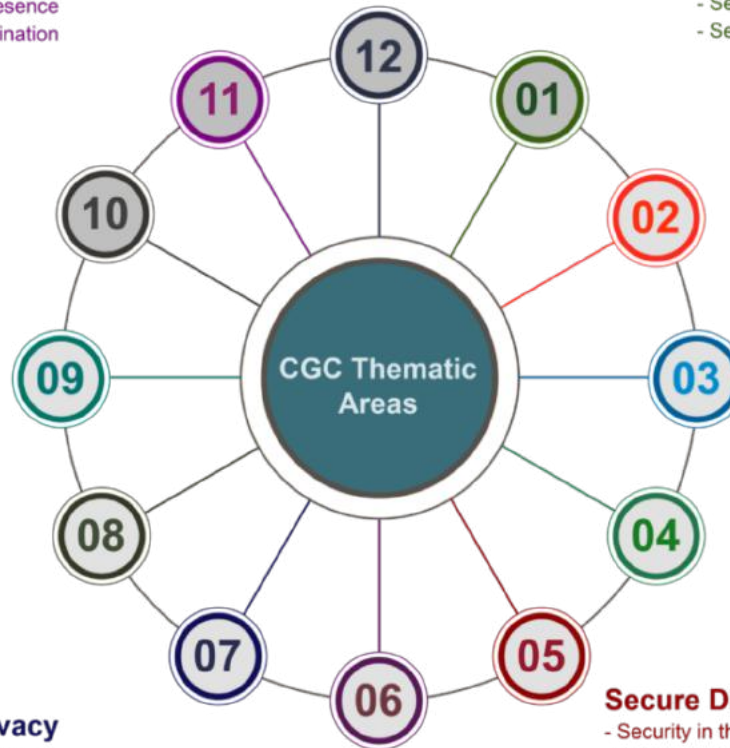 esence
ination
- Se
- Se
12
11
01
10
02
CGC Thematic
Areas
09
03
08
04
07
05
06
Secure D
- Security in th
vacy